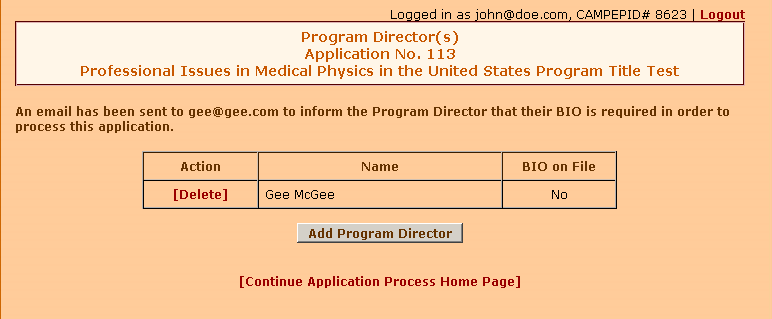 Logged in as john@doe.com, CAMPEPID# 8623 | Logout
Program Director(s)
Application No. 113
Professional Issues in Medical Physics in the United States Program Title Test
An email has been sent to gee@gee.com to inform the Program Director that their BIO is required in order to
process this application.
Action Name BIO on File
[Delete] Gee McGee No
Add Program Director
[Continue Application Process Home Page]